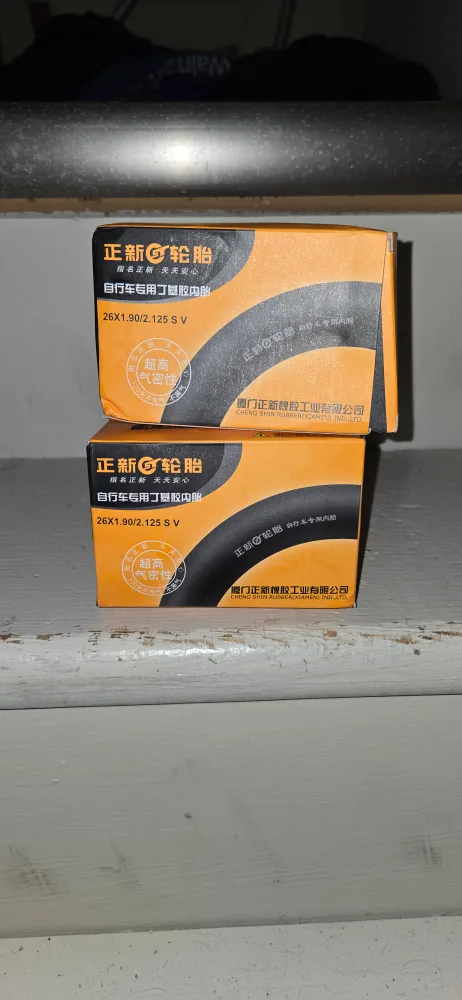 Walm
正新轮胎
指名正新 天天安心
自行车专用丁基胶内胎
26X1.90/2.125 S V
正新轮胎 自行车专用内胎
超高
气密性
厦门正新橡胶工业有限公司
CHENG SHIN RUBBER(XIAMEN) IND.,LTD.
正新轮胎
指名正新 天天安心
自行车专用丁基胶内胎
26X1.90/2.125 S V
正新轮胎 自行车专用内胎
超高
气密性
厦门正新橡胶工业有限公司
CHENG SHIN RUBBER(XIAMEN) IND.,LTD.